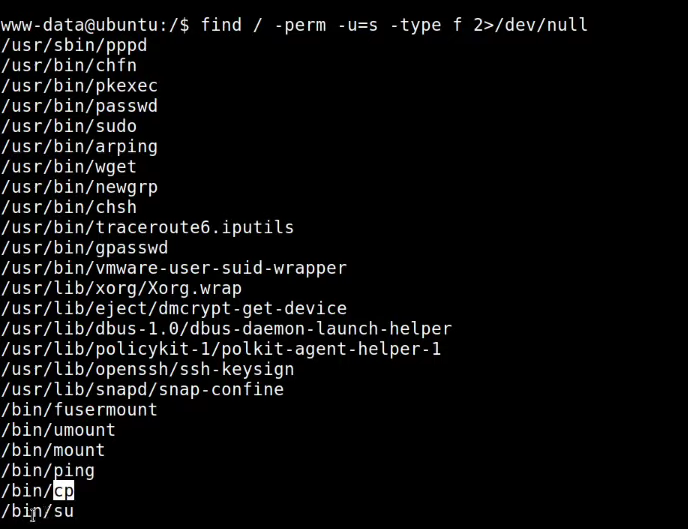 www-data@ubuntu:/$ find / -perm -u=s -type f 2>/dev/null
/usr/sbin/pppd
/usr/bin/chfn
/usr/bin/pkexec
/usr/bin/passwd
/usr/bin/sudo
/usr/bin/arping
/usr/bin/wget
/usr/bin/newgrp
/usr/bin/chsh
/usr/bin/traceroute6.iputils
/usr/bin/gpasswd
/usr/bin/vmware-user-suid-wrapper
/usr/lib/xorg/Xorg.wrap
/usr/lib/eject/dmcrypt-get-device
/usr/lib/dbus-1.0/dbus-daemon-launch-helper
/usr/lib/policykit-1/polkit-agent-helper-1
/usr/lib/openssh/ssh-keysign
/usr/lib/snapd/snap-confine
/bin/fusermount
/bin/umount
/bin/mount
/bin/ping
/bin/cp
/bin/su